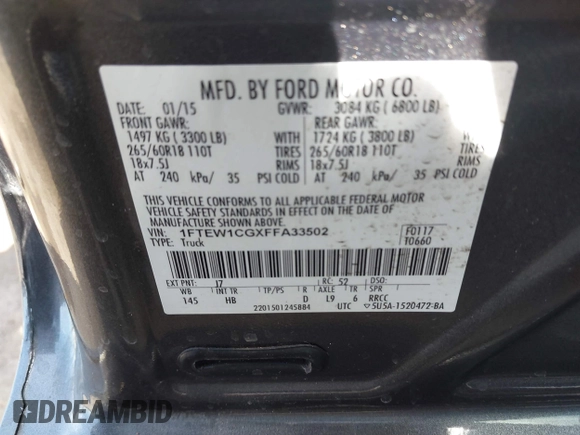 MFD. BY FORD MOTOR CO.
DATE: 01/15 GVWR: 3084 KG ( 6800 LB)
FRONT GAWR: REAR GAWR:
1497 KG ( 3300 LB) WITH 1724 KG ( 3800 LB) WITH
265/60R18 110T TIRES 265/60R18 110T TIRES
18x7.5J RIMS 18x7.5J RIMS
AT 240 kPa/ 35 PSI COLD AT 240 kPa/ 35 PSI COLD
THIS VEHICLE CONFORMS TO ALL APPLICABLE FEDERAL MOTOR
VEHICLE SAFETY STANDARDS IN EFFECT ON THE DATE OF
MANUFACTURE SHOWN ABOVE.
VIN: 1FTEW1CGXFFA33502 F0117
TYPE: Truck T0660
EXT PNT: J7 RC: 52 DSO:
WB INT TR TP/PS R AXLE TR SPR
145 HB D L9 6 RRCC
2201501245884 UTC 5U5A-1520472-BA
DREAMBID